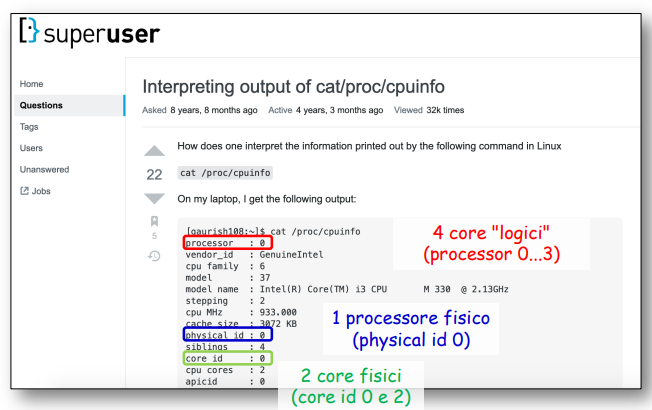 superuser
Home
Questions
Tags
Users
Unanswered
Jobs
Interpreting output of cat/proc/cpuinfo
Asked 8 years, 8 months ago Active 4 years, 3 months ago Viewed 32k times
22
5
How does one interpret the information printed out by the following command in Linux
cat /proc/cpuinfo
On my laptop, I get the following output:
[gaurish108:~]$ cat /proc/cpuinfo
processor : 0
vendor_id : GenuineIntel
cpu family : 6
model : 37
model name : Intel(R) Core(TM) i3 CPU M 330 @ 2.13GHz
stepping : 2
cpu MHz : 933.000
cache size : 3072 KB
physical id : 0
siblings : 4
core id : 0
cpu cores : 2
apicid : 0
4 core "logici"
(processor 0...3)
1 processore fisico
(physical id 0)
2 core fisici
(core id 0 e 2)